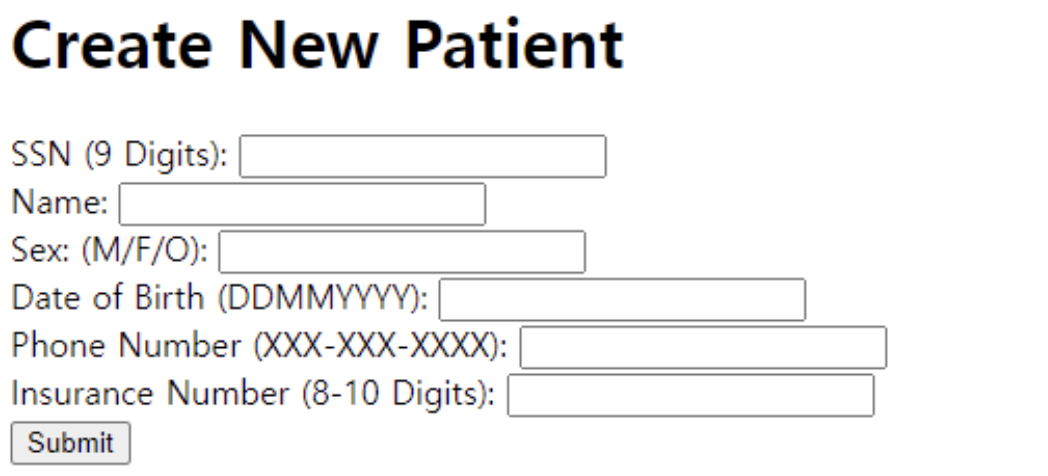 Create New Patient
SSN (9 Digits):
Name:
Sex: (M/F/O):
Date of Birth (DDMMYYYY):
Phone Number (XXX-XXX-XXXX):
Insurance Number (8-10 Digits):
Submit